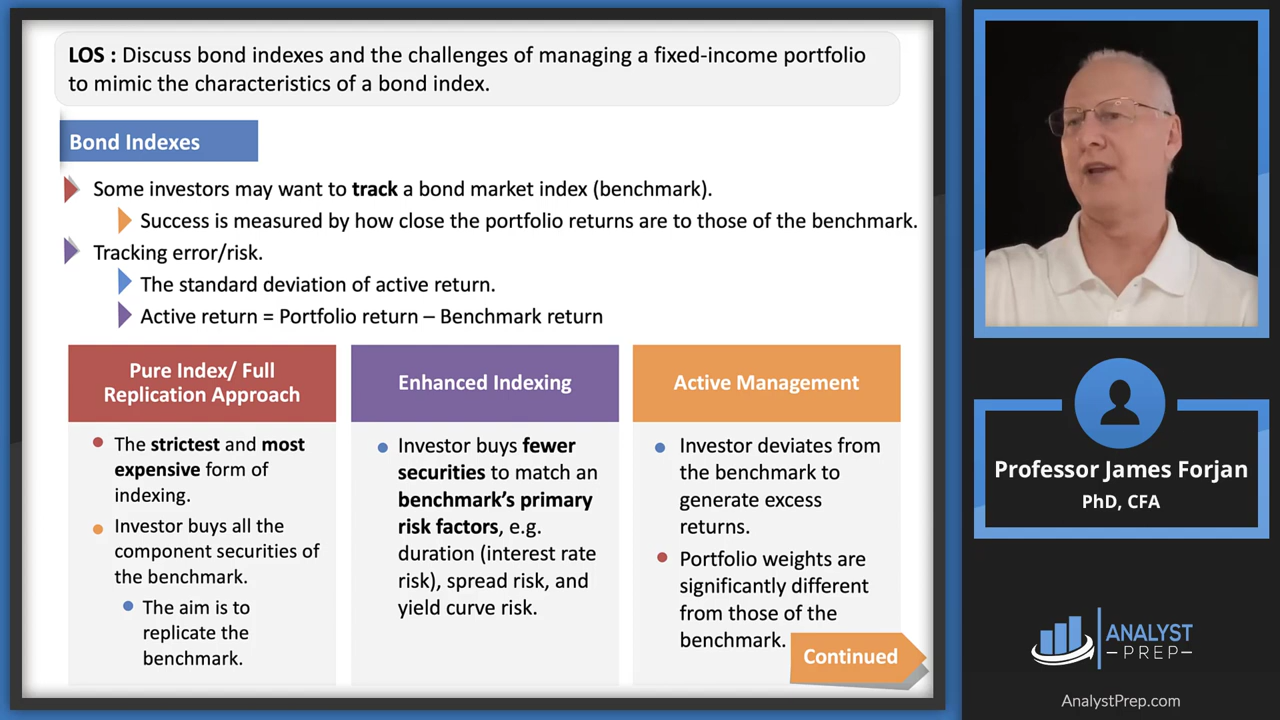 LOS : Discuss bond indexes and the challenges of managing a fixed-income portfolio
to mimic the characteristics of a bond index.
Bond Indexes
Some investors may want to track a bond market index (benchmark).
Success is measured by how close the portfolio returns are to those of the benchmark.
Tracking error/risk.
The standard deviation of active return.
Active return = Portfolio return – Benchmark return
Pure Index/ Full
Replication Approach
The strictest and most
expensive form of
indexing.
Investor buys all the
component securities of
the benchmark.
The aim is to
replicate the
benchmark.
Enhanced Indexing
Investor buys fewer
securities to match an
benchmark's primary
risk factors, e.g.
duration (interest rate
risk), spread risk, and
yield curve risk.
Active Management
Investor deviates from
the benchmark to
generate excess
returns.
Portfolio weights are
significantly different
from those of the
benchmark.
Continued
Professor James Forjan
PhD, CFA
ANALYST
PREP
AnalystPrep.com